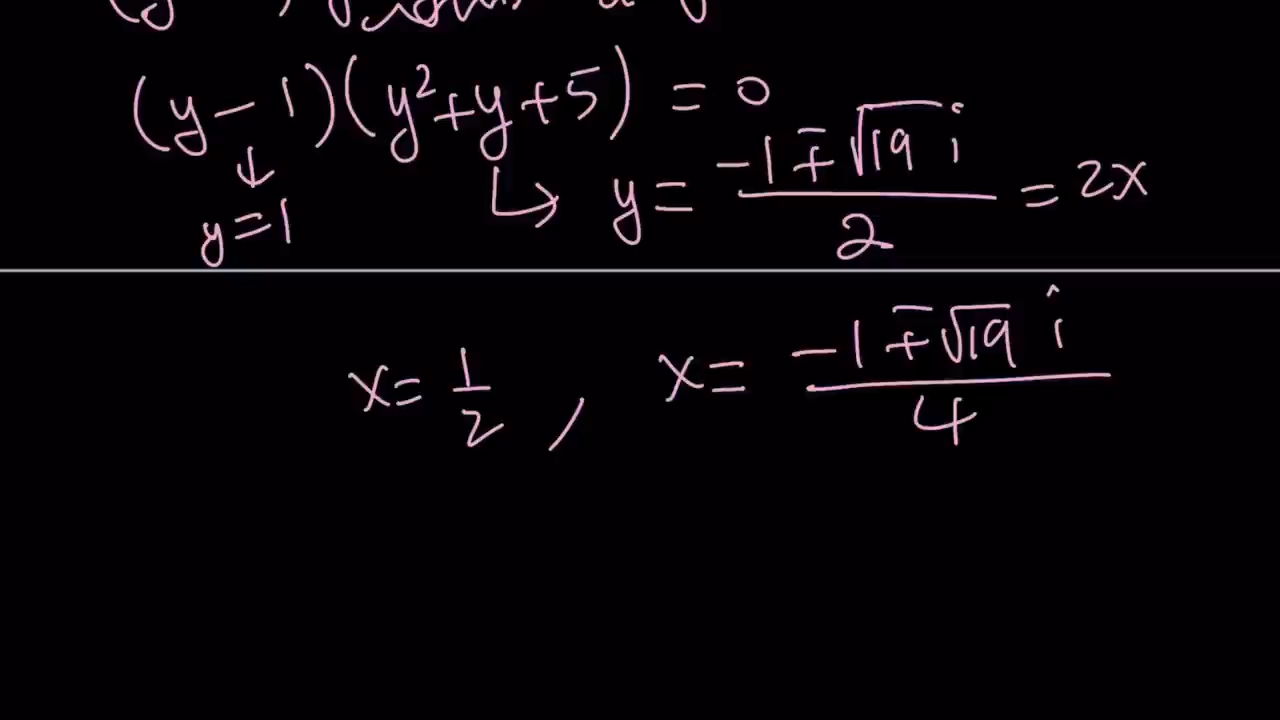 (y - 1)(y² + y + 5) = 0
↓ ↳ y = (-1 ∓ √19 i)/2 = 2x
y = 1
x = 1/2 , x = (-1 ∓ √19 i)/4